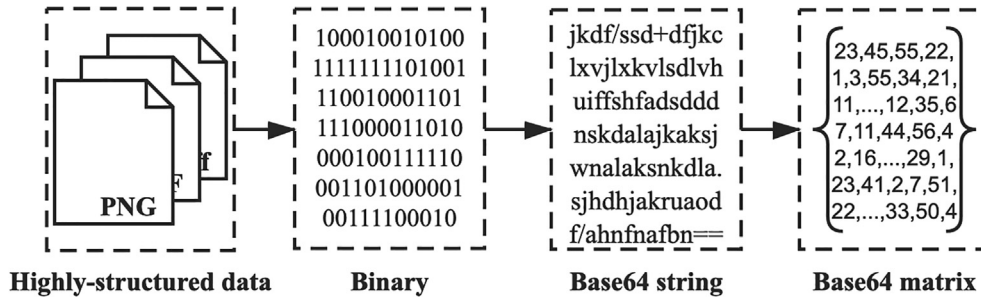 PNG
F
ff
Highly-structured data
100010010100
1111111101001
110010001101
111000011010
000100111110
001101000001
00111100010
Binary
jkdf/ssd+dfjkc
lxvjlxkvlsdlvh
uiffshfadsddd
nskdalajkaksj
wnalaksnkdla.
sjhdhjakruaod
f/ahnfnafbn==
Base64 string
23,45,55,22,
1,3,55,34,21,
11,...,12,35,6
7,11,44,56,4
2,16,...,29,1,
23,41,2,7,51,
22,...,33,50,4
Base64 matrix